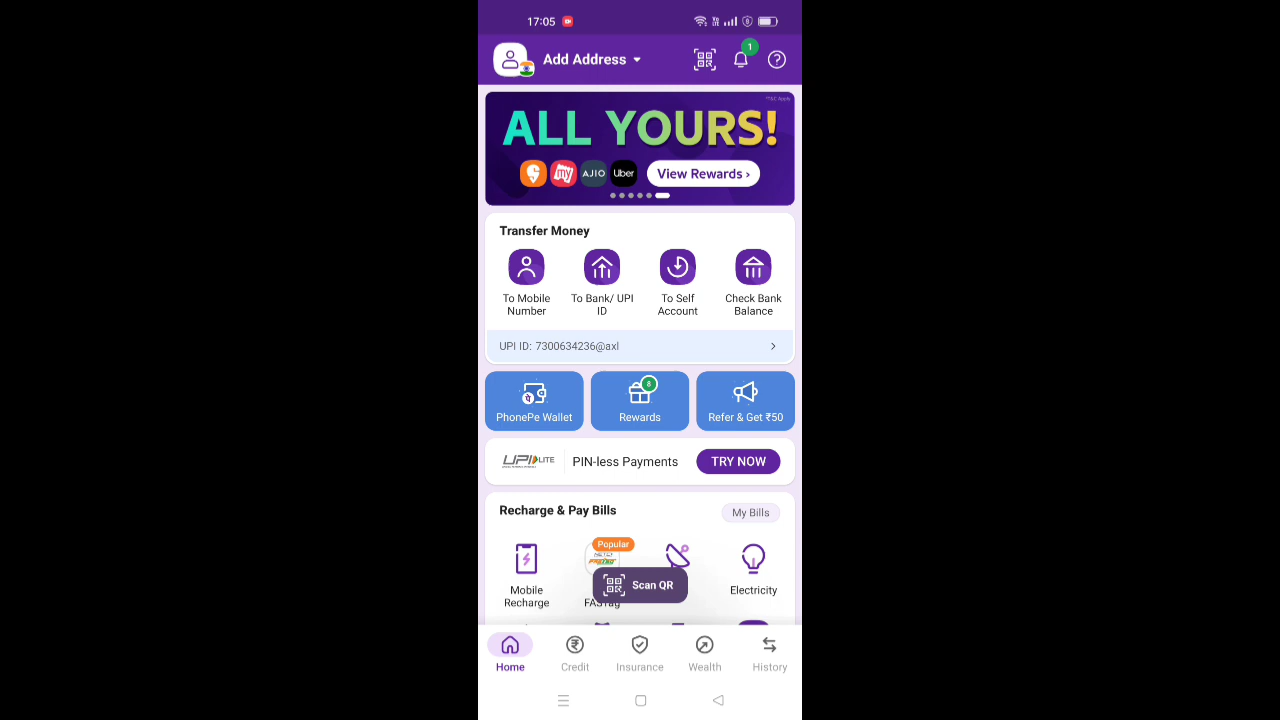 17:05
Add Address
1
ALL YOURS!
my
AJIO
Uber
View Rewards ›
Transfer Money
To Mobile Number
To Bank/ UPI ID
To Self Account
Check Bank Balance
UPI ID: 7300634236@axl
8
PhonePe Wallet
Rewards
Refer & Get ₹50
UPI LITE
PIN-less Payments
TRY NOW
Recharge & Pay Bills
My Bills
Popular
Mobile Recharge
FASTag
Electricity
Scan QR
Home
Credit
Insurance
Wealth
History